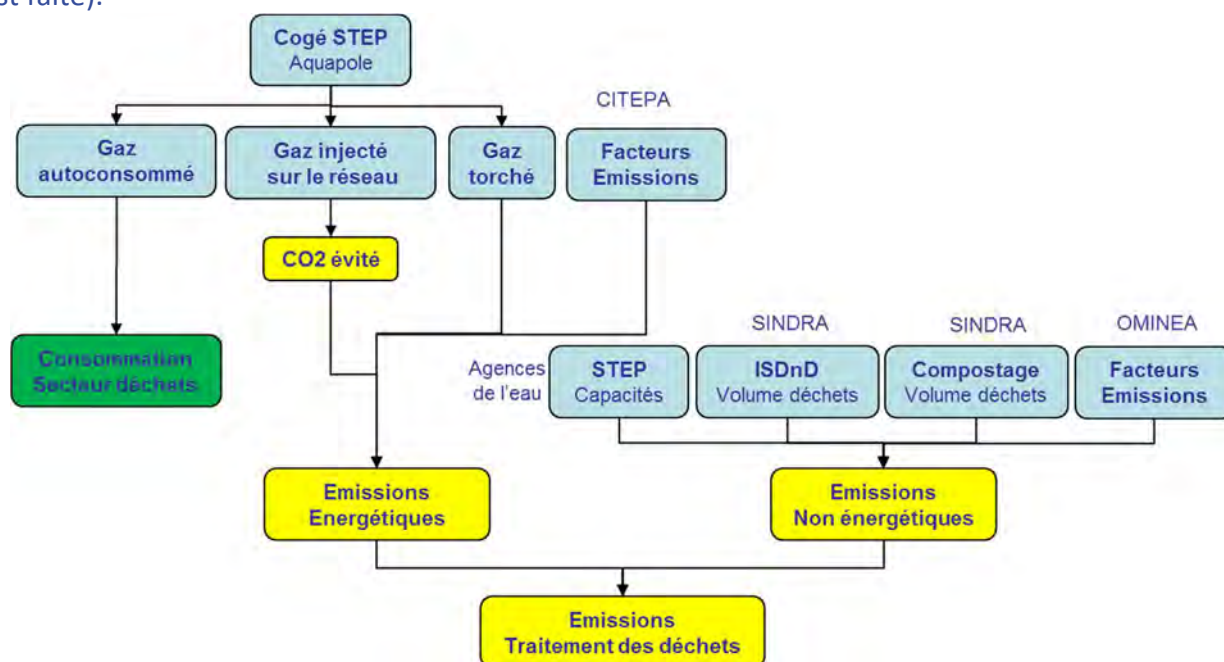 st faite).
Cogé STEP
Aquapole
CITEPA
Gaz
autoconsommé
Gaz injecté
sur le réseau
Gaz
torché
Facteurs
Emissions
CO2 évité
Consommation
Secteur déchets
SINDRA
SINDRA
OMINEA
Agences
de l'eau
STEP
Capacités
ISDnD
Volume déchets
Compostage
Volume déchets
Facteurs
Emissions
Emissions
Energétiques
Emissions
Non énergétiques
Emissions
Traitement des déchets